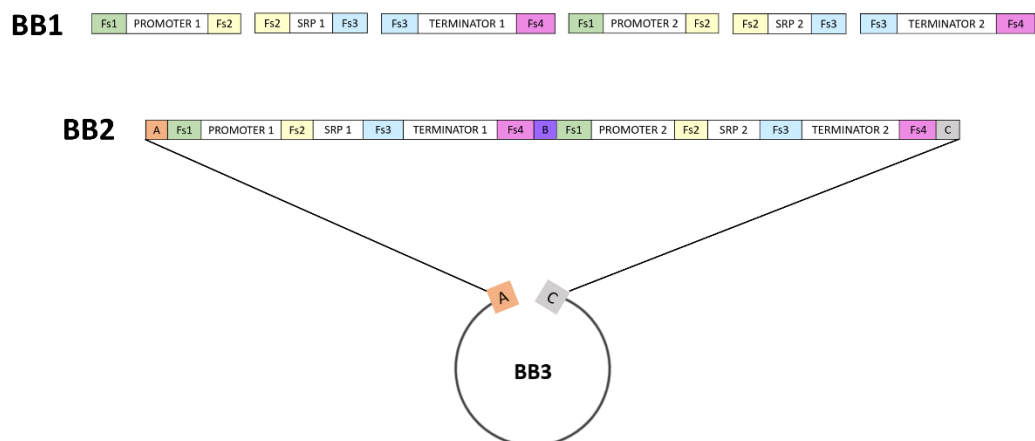 BB1 Fs1 PROMOTER 1 Fs2 Fs2 SRP 1 Fs3 Fs3 TERMINATOR 1 Fs4 Fs1 PROMOTER 2 Fs2 Fs2 SRP 2 Fs3 Fs3 TERMINATOR 2 Fs4
BB2 A Fs1 PROMOTER 1 Fs2 SRP 1 Fs3 TERMINATOR 1 Fs4 B Fs1 PROMOTER 2 Fs2 SRP 2 Fs3 TERMINATOR 2 Fs4 C
A C
BB3